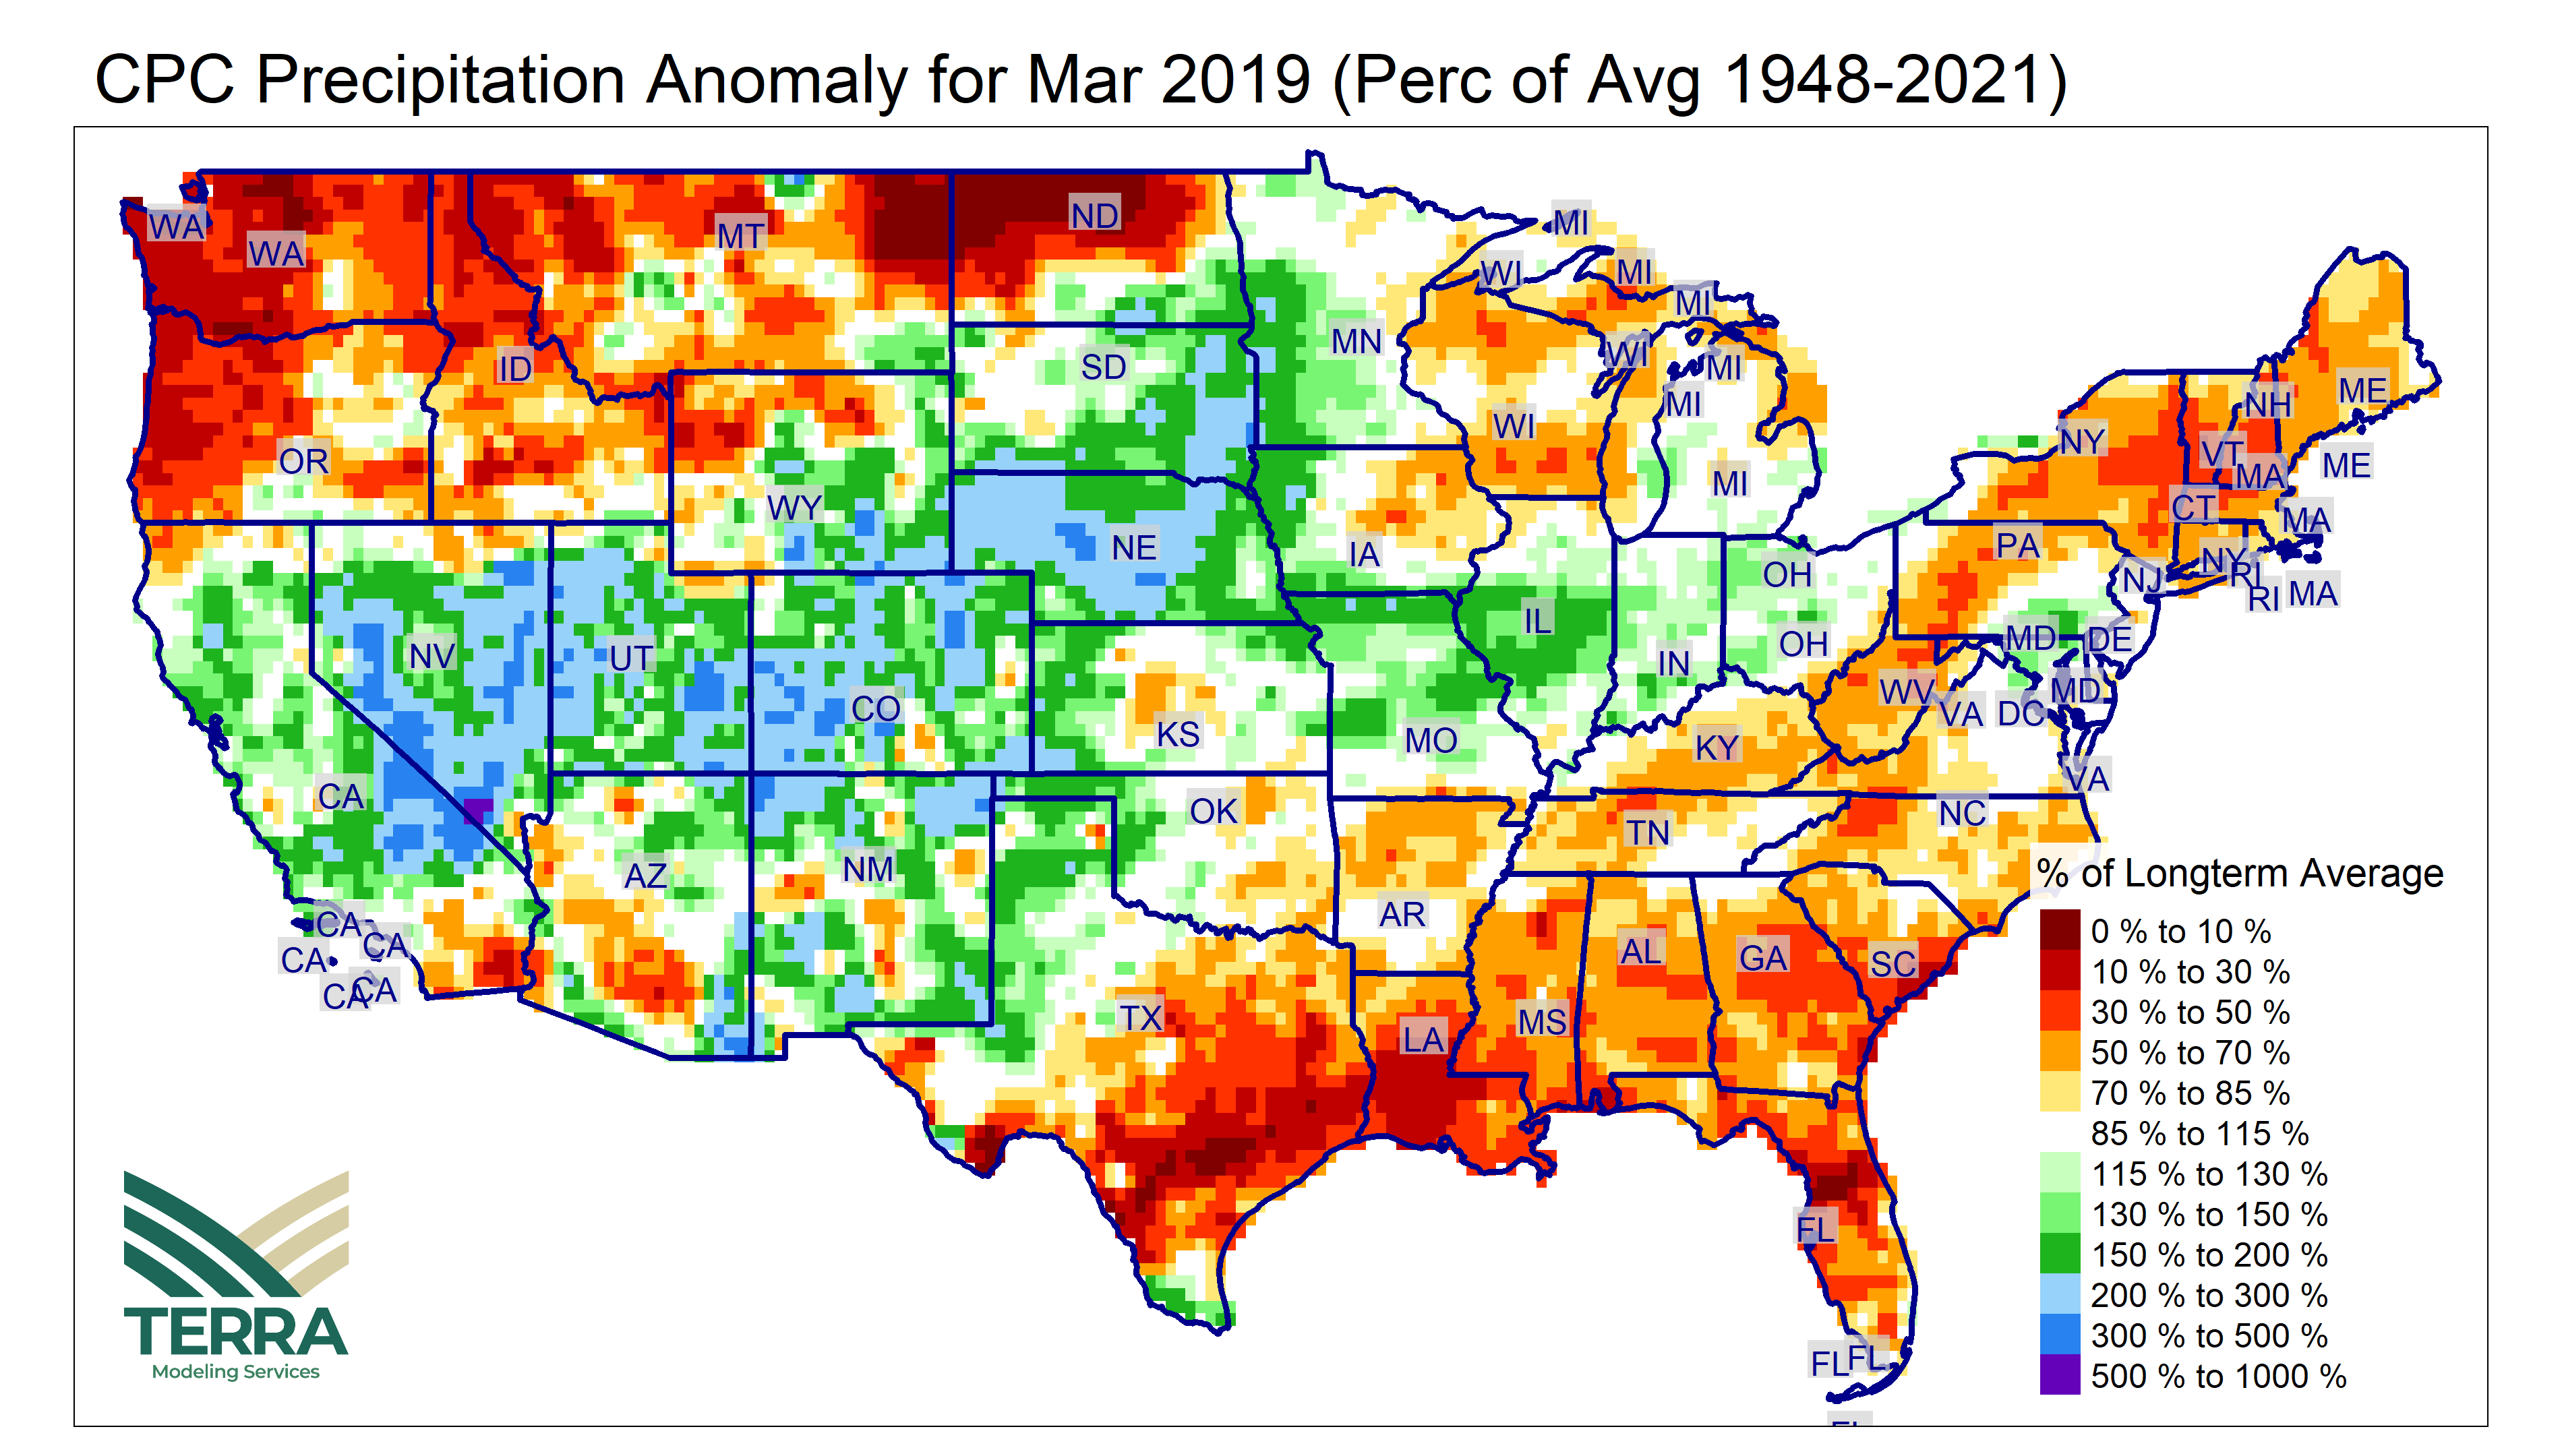 CPC Precipitation Anomaly for Mar 2019 (Perc of Avg 1948-2021)
WA
WA
MT
ND
MI
WI
MI
MI
MN
WI
MI
ID
SD
MI
NH
ME
WI
NY
VT
ME
OR
MI
MA
WY
CT
MA
NE
IA
PA
NY
OH
NJ
RI
RI
MA
IL
MD
DE
NV
UT
IN
OH
CO
WV
VA
DC
MD
KS
MO
KY
VA
CA
OK
NC
TN
AZ
NM
AR
CA
CA
CA
CA
CA
AL
GA
SC
TX
LA
MS
FL
FL
FL
% of Longterm Average
0 % to 10 %
10 % to 30 %
30 % to 50 %
50 % to 70 %
70 % to 85 %
85 % to 115 %
115 % to 130 %
130 % to 150 %
150 % to 200 %
200 % to 300 %
300 % to 500 %
500 % to 1000 %
TERRA
Modeling Services